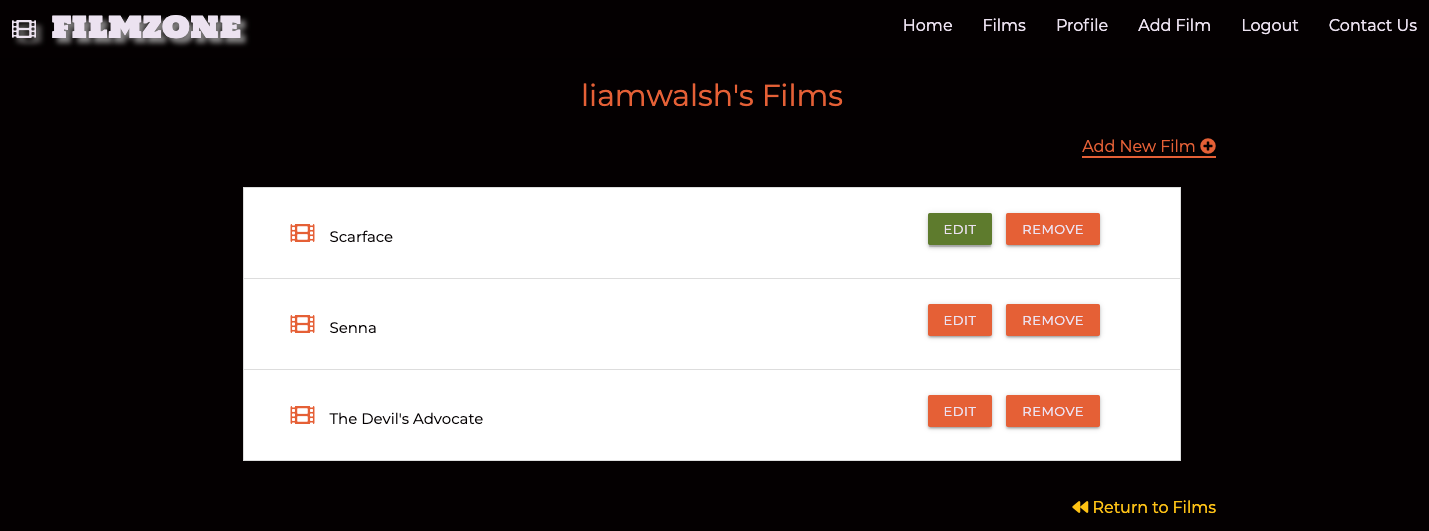 FILMZONE Home Films Profile Add Film Logout Contact Us
liamwalsh's Films
Add New Film
Scarface EDIT REMOVE
Senna EDIT REMOVE
The Devil's Advocate EDIT REMOVE
Return to Films